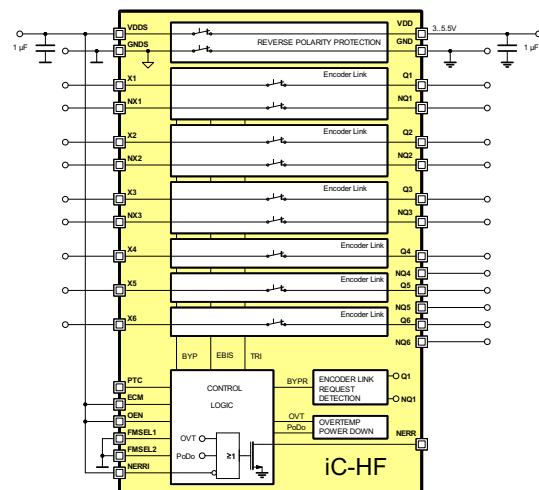 VDDS VDD 3..5.5V
1 µF GNDS REVERSE POLARITY PROTECTION GND 1 µF
X1 Encoder Link Q1
NX1 NQ1
X2 Encoder Link Q2
NX2 NQ2
X3 Encoder Link Q3
NX3 NQ3
X4 Encoder Link Q4
NQ4
X5 Encoder Link Q5
NQ5
X6 Encoder Link Q6
NQ6
BYP EBIS TRI
PTC CONTROL LOGIC BYPR ENCODER LINK REQUEST DETECTION Q1
NQ1
ECM
OEN OVT OVERTEMP POWER DOWN
PoDo
FMSEL1 OVT NERR
FMSEL2 PoDo ≥1
NERRI
iC-HF